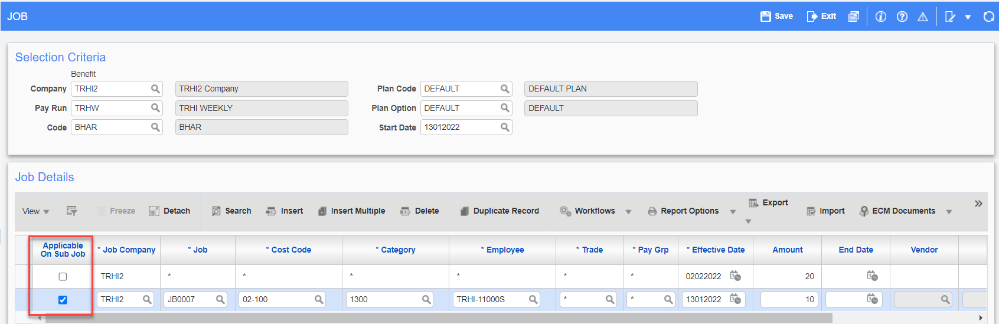 JOB
Save
Exit
Selection Criteria
Benefit
Company TRHI2 TRHI2 Company Plan Code DEFAULT DEFAULT PLAN
Pay Run TRHW TRHI WEEKLY Plan Option DEFAULT DEFAULT
Code BHAR BHAR Start Date 13012022
Job Details
View Freeze Detach Search Insert Insert Multiple Delete Duplicate Record Workflows Report Options Export Import ECM Documents »
Applicable
On Sub Job
* Job Company * Job * Cost Code * Category * Employee * Trade * Pay Grp * Effective Date Amount End Date Vendor
TRHI2 * * * * * * 02022022 20
TRHI2 JB0007 02-100 1300 TRHI-11000S * * 13012022 10